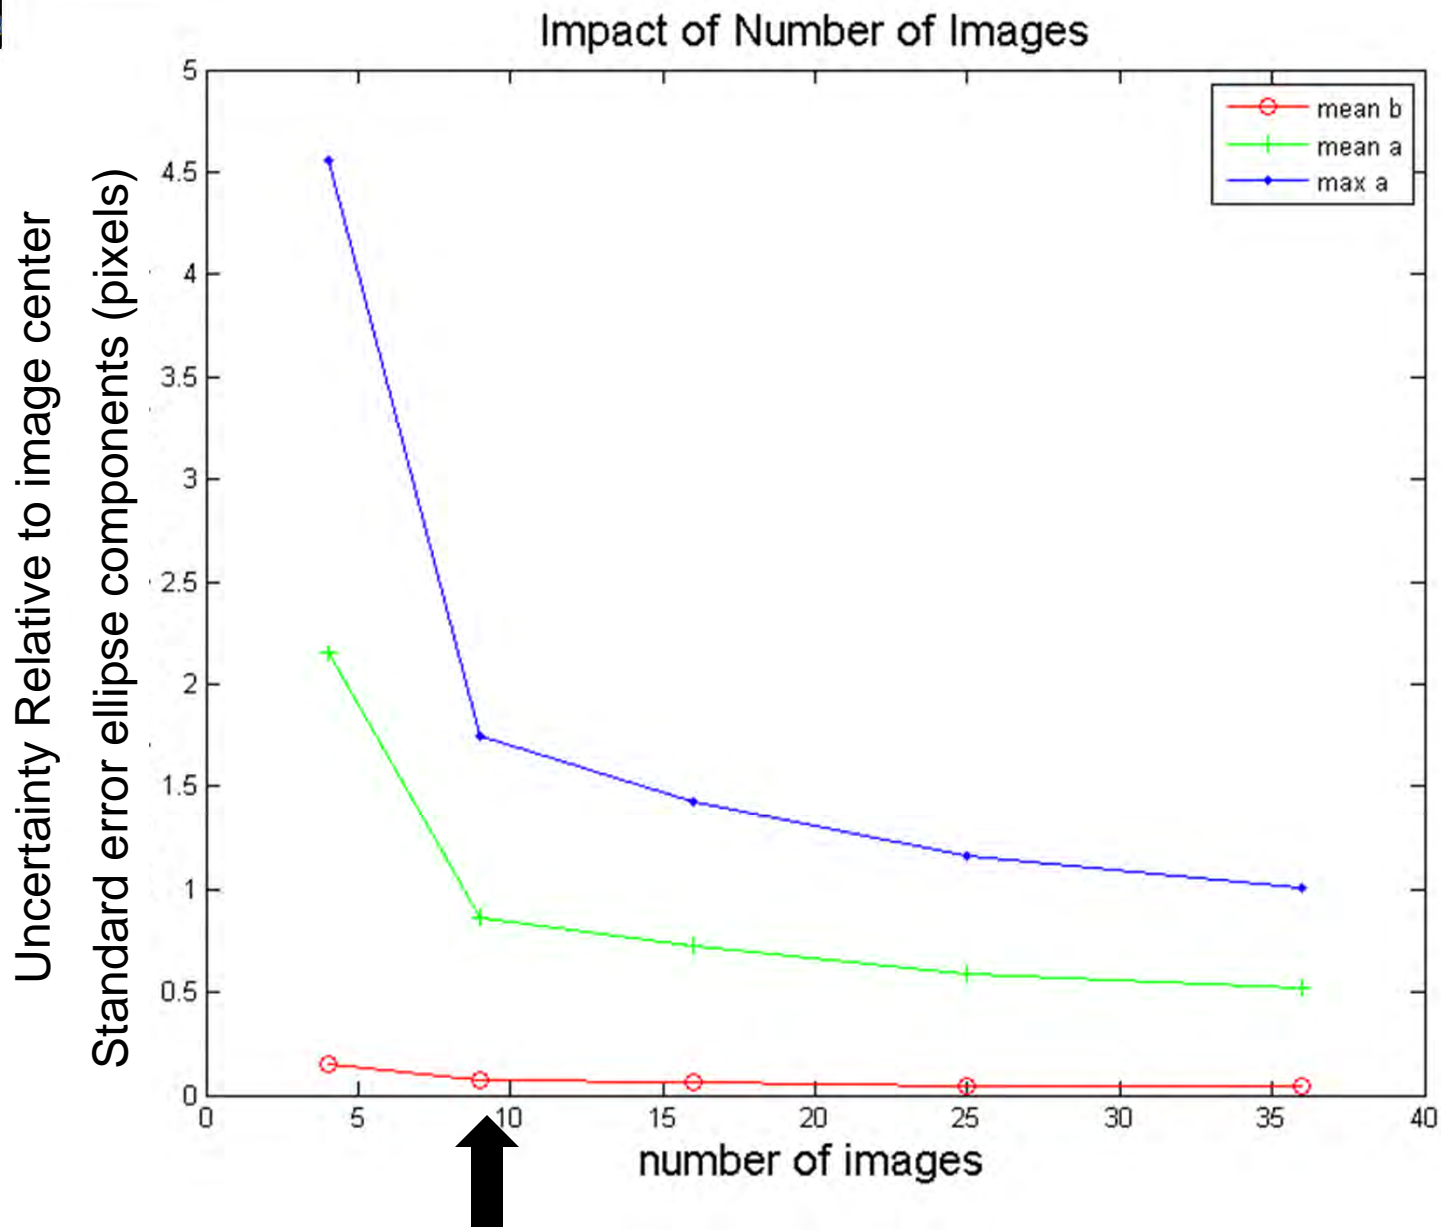 Impact of Number of Images
Uncertainty Relative to image center
Standard error ellipse components (pixels)
5
4.5
4
3.5
3
2.5
2
1.5
1
0.5
0
mean b
mean a
max a
0 5 10 15 20 25 30 35 40
number of images